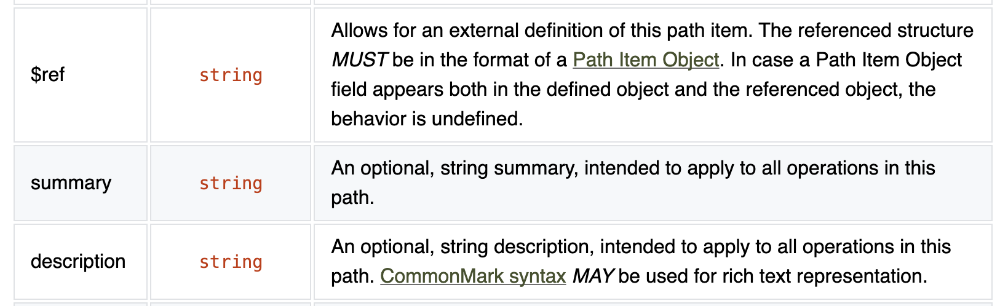 $ref
string
Allows for an external definition of this path item. The referenced structure
MUST be in the format of a Path Item Object. In case a Path Item Object
field appears both in the defined object and the referenced object, the
behavior is undefined.
summary
string
An optional, string summary, intended to apply to all operations in this
path.
description
string
An optional, string description, intended to apply to all operations in this
path. CommonMark syntax MAY be used for rich text representation.